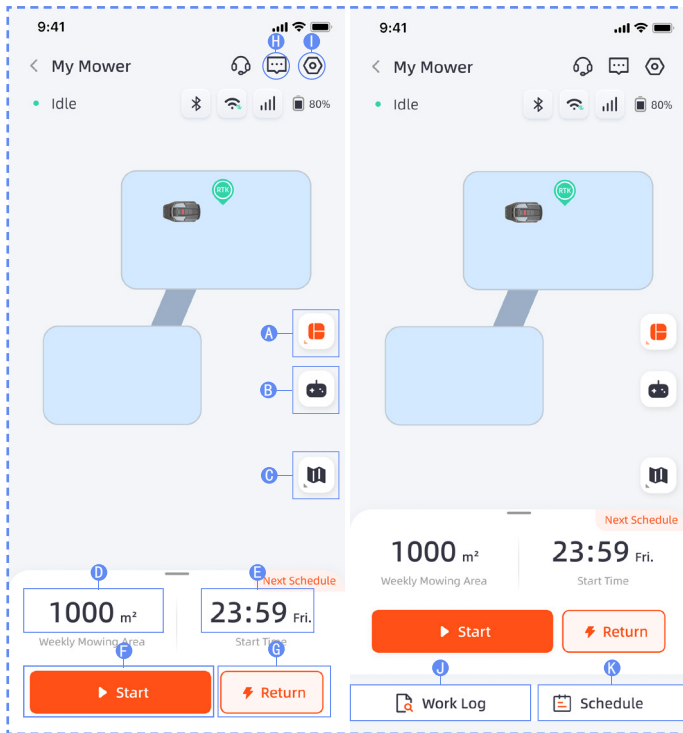 9:41
H I
My Mower
Idle
80%
RTK
A
B
C
Next Schedule
D E
1000 m² 23:59 Fri.
Weekly Mowing Area Start Time
F G
Start Return
9:41
My Mower
Idle
80%
RTK
Next Schedule
1000 m² 23:59 Fri.
Weekly Mowing Area Start Time
Start Return
J K
Work Log Schedule